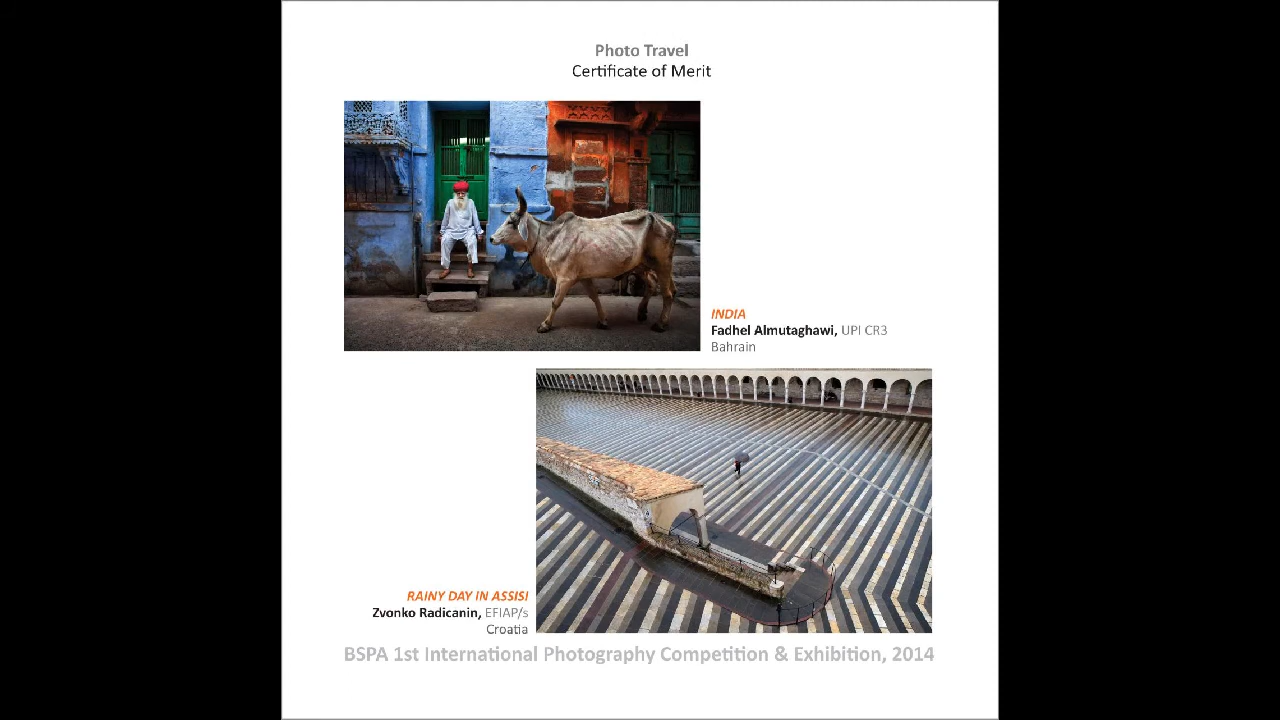 Photo Travel
Certificate of Merit
INDIA
Fadhel Almutaghawi, UPI CR3
Bahrain
RAINY DAY IN ASSISI
Zvonko Radicanin, EFIAP/s
Croatia
BSPA 1st International Photography Competition & Exhibition, 2014